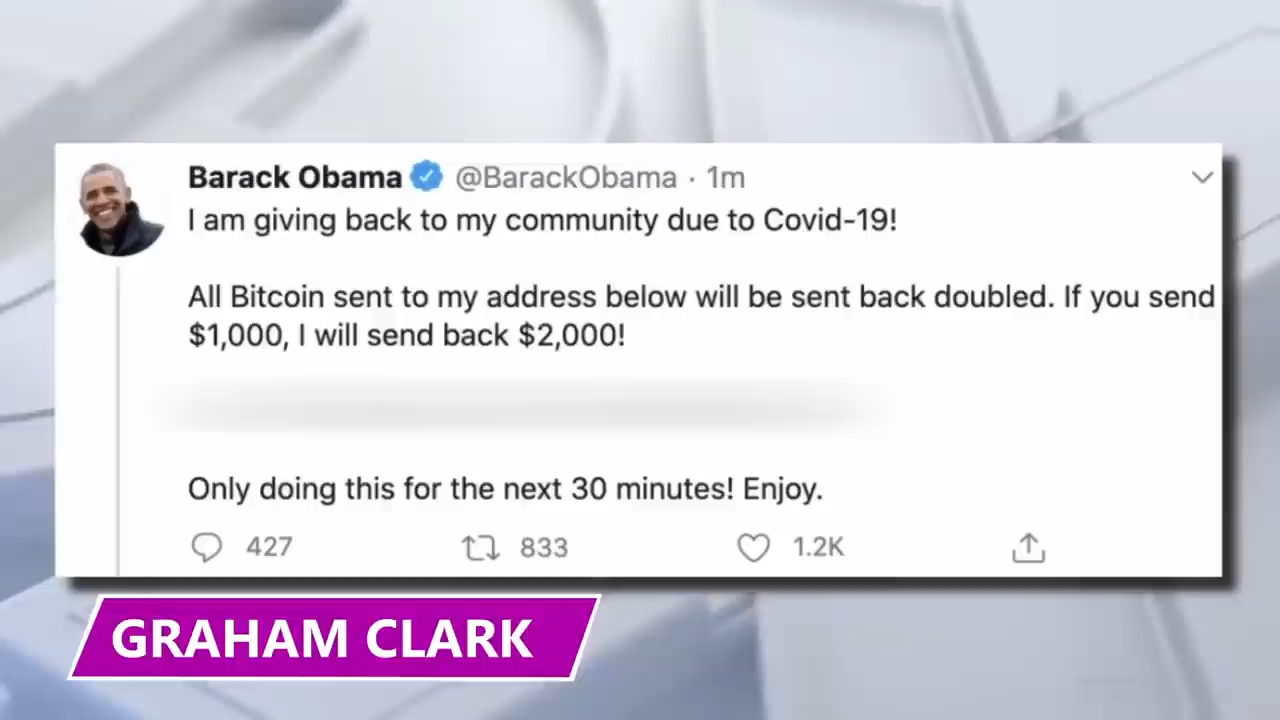 Barack Obama @BarackObama · 1m
I am giving back to my community due to Covid-19!
All Bitcoin sent to my address below will be sent back doubled. If you send
$1,000, I will send back $2,000!
Only doing this for the next 30 minutes! Enjoy.
427 833 1.2K
GRAHAM CLARK